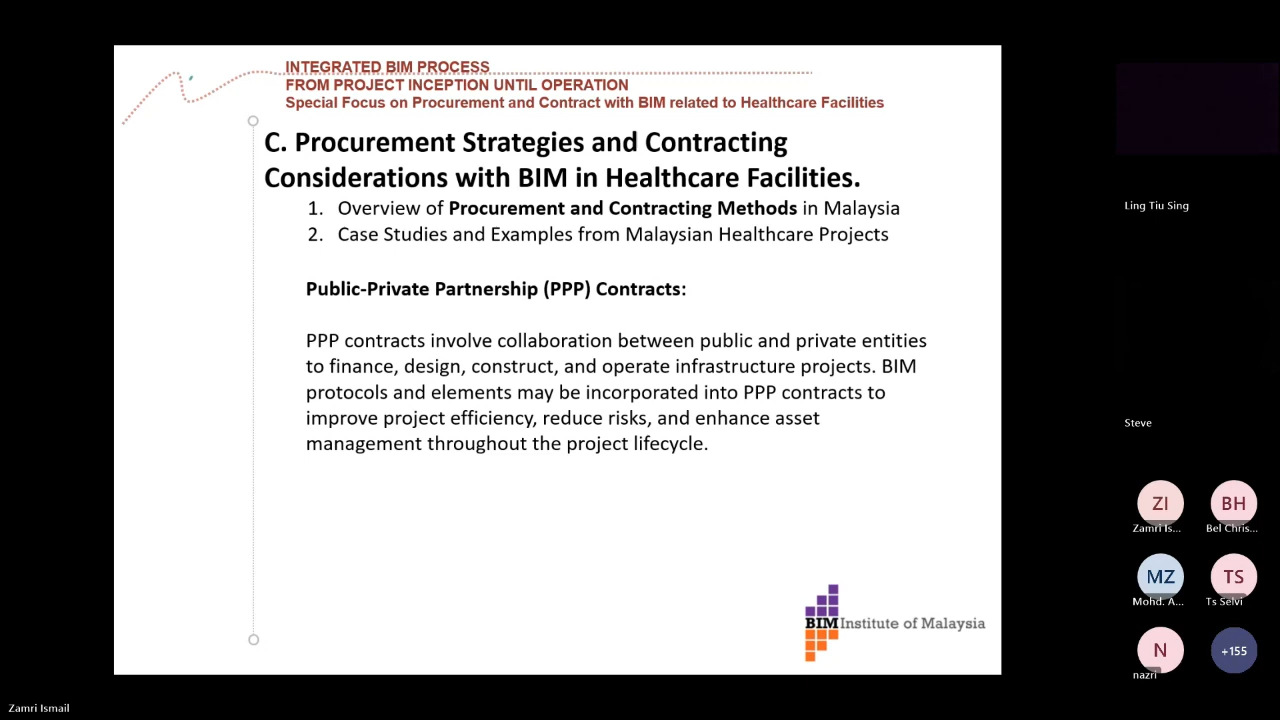 INTEGRATED BIM PROCESS
FROM PROJECT INCEPTION UNTIL OPERATION
Special Focus on Procurement and Contract with BIM related to Healthcare Facilities
C. Procurement Strategies and Contracting
Considerations with BIM in Healthcare Facilities.
1. Overview of Procurement and Contracting Methods in Malaysia
2. Case Studies and Examples from Malaysian Healthcare Projects
Public-Private Partnership (PPP) Contracts:
PPP contracts involve collaboration between public and private entities
to finance, design, construct, and operate infrastructure projects. BIM
protocols and elements may be incorporated into PPP contracts to
improve project efficiency, reduce risks, and enhance asset
management throughout the project lifecycle.
BIM Institute of Malaysia
Ling Tiu Sing
Steve
ZI
BH
Zamri Is...
Bel Chris...
MZ
TS
Mohd. A...
Ts Selvi
N
+155
nazri
Zamri Ismail